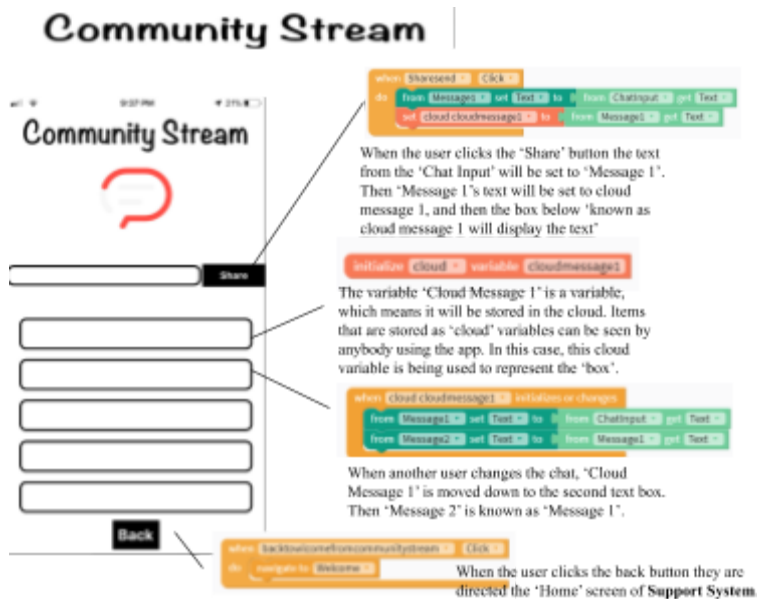 Community Stream
when Sharesend Click
do from Message1 set Text to from ChatInput get Text
set cloud cloudmessage1 to from Message1 get Text
When the user clicks the 'Share' button the text
from the 'Chat Input' will be set to 'Message 1'.
Then 'Message 1's text will be set to cloud
message 1, and then the box below 'known as
cloud message 1 will display the text'
9:37 PM 21%
Community Stream
Share
initialize cloud variable cloudmessage1
The variable 'Cloud Message 1' is a variable,
which means it will be stored in the cloud. Items
that are stored as 'cloud' variables can be seen by
anybody using the app. In this case, this cloud
variable is being used to represent the 'box'.
when cloud cloudmessage1 initializes or changes
from Message1 set Text to from ChatInput get Text
from Message2 set Text to from Message1 get Text
When another user changes the chat, 'Cloud
Message 1' is moved down to the second text box.
Then 'Message 2' is known as 'Message 1'.
Back
when Click
do navigate to Welcome
When the user clicks the back button they are
directed the 'Home' screen of Support System